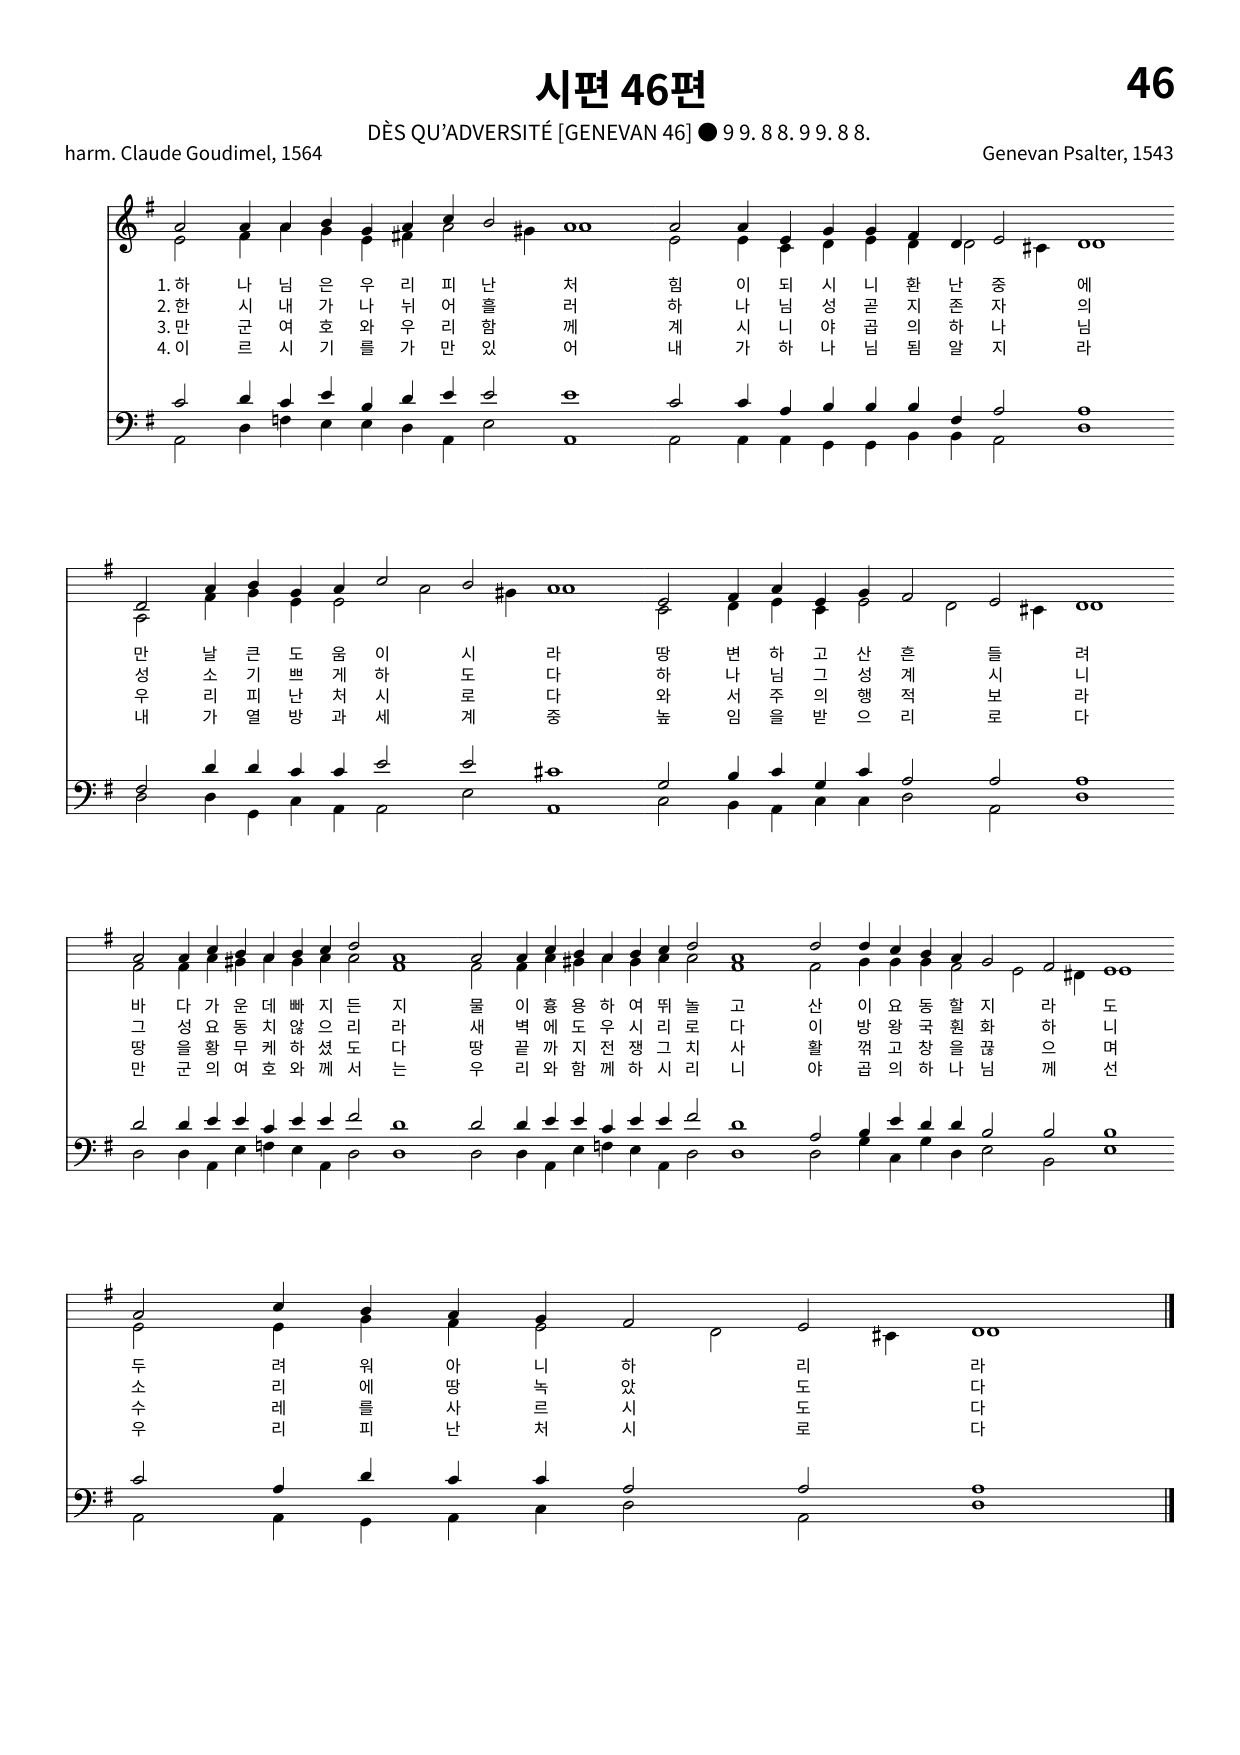 46
시편 46편
DÈS QU’ADVERSITÉ [GENEVAN 46] ● 9 9. 8 8. 9 9. 8 8.
harm. Claude Goudimel, 1564
Genevan Psalter, 1543
1. 하 나 님 은 우 리 피 난 처 힘 이 되 시 니 환 난 중 에
2. 한 시 내 가 나 뉘 어 흘 러 하 나 님 성 곧 지 존 자 의
3. 만 군 여 호 와 우 리 함 께 계 시 니 야 곱 의 하 나 님
4. 이 르 시 기 를 가 만 있 어 내 가 하 나 님 됨 알 지 라
만 날 큰 도 움 이 시 라 땅 변 하 고 산 흔 들 려
성 소 기 쁘 게 하 도 다 하 나 님 그 성 계 시 니
우 리 피 난 처 시 로 다 와 서 주 의 행 적 보 라
내 가 열 방 과 세 계 중 높 임 을 받 으 리 로 다
바 다 가 운 데 빠 지 든 지 물 이 흉 용 하 여 뛰 놀 고 산 이 요 동 할 지 라 도
그 성 요 동 치 않 으 리 라 새 벽 에 도 우 시 리 로 다 이 방 왕 국 훤 화 하 니
땅 을 황 무 케 하 셨 도 다 땅 끝 까 지 전 쟁 그 치 사 활 꺾 고 창 을 끊 으 며
만 군 의 여 호 와 께 서 는 우 리 와 함 께 하 시 리 니 야 곱 의 하 나 님 께 선
두 려 워 아 니 하 리 라
소 리 에 땅 녹 았 도 다
수 레 를 사 르 시 도 다
우 리 피 난 처 시 로 다